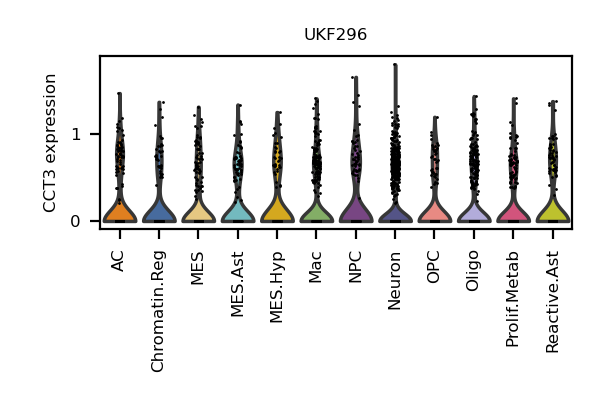 UKF296
CCT3 expression
1
0
AC
Chromatin.Reg
MES
MES.Ast
MES.Hyp
Mac
NPC
Neuron
OPC
Oligo
Prolif.Metab
Reactive.Ast